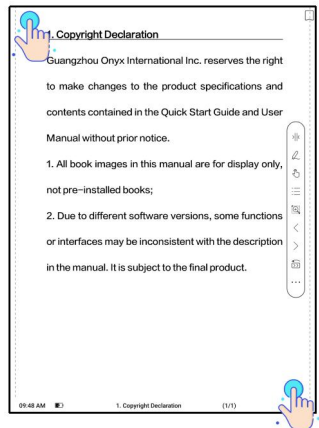 1. Copyright Declaration
Guangzhou Onyx International Inc. reserves the right
to make changes to the product specifications and
contents contained in the Quick Start Guide and User
Manual without prior notice.
1. All book images in this manual are for display only,
not pre-installed books;
2. Due to different software versions, some functions
or interfaces may be inconsistent with the description
in the manual. It is subject to the final product.
09:48 AM 1. Copyright Declaration (1/1)